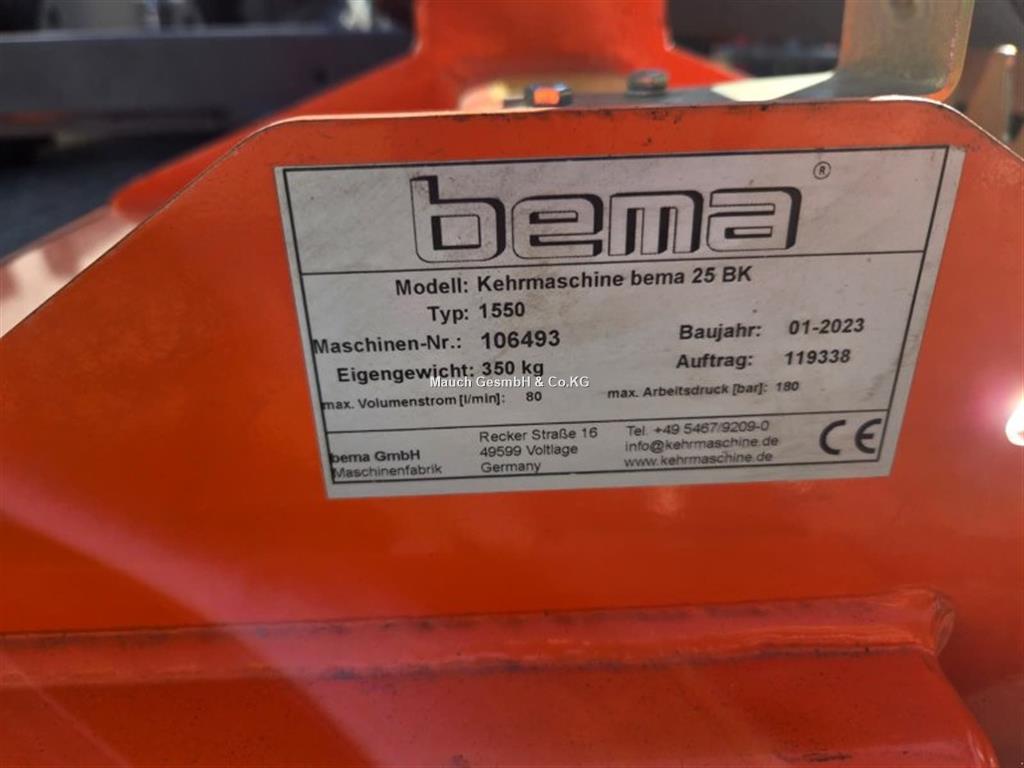 bema ®
Modell: Kehrmaschine bema 25 BK
Typ: 1550
Maschinen-Nr.: 106493 Baujahr: 01-2023
Eigengewicht: 350 kg Auftrag: 119338
Mauch GesmbH & Co.KG
max. Volumenstrom [l/min]: 80 max. Arbeitsdruck [bar]: 180
bema GmbH
Maschinenfabrik
Recker Straße 16
49599 Voltlage
Germany
Tel. +49 5467/9209-0
info@kehrmaschine.de
www.kehrmaschine.de
CE